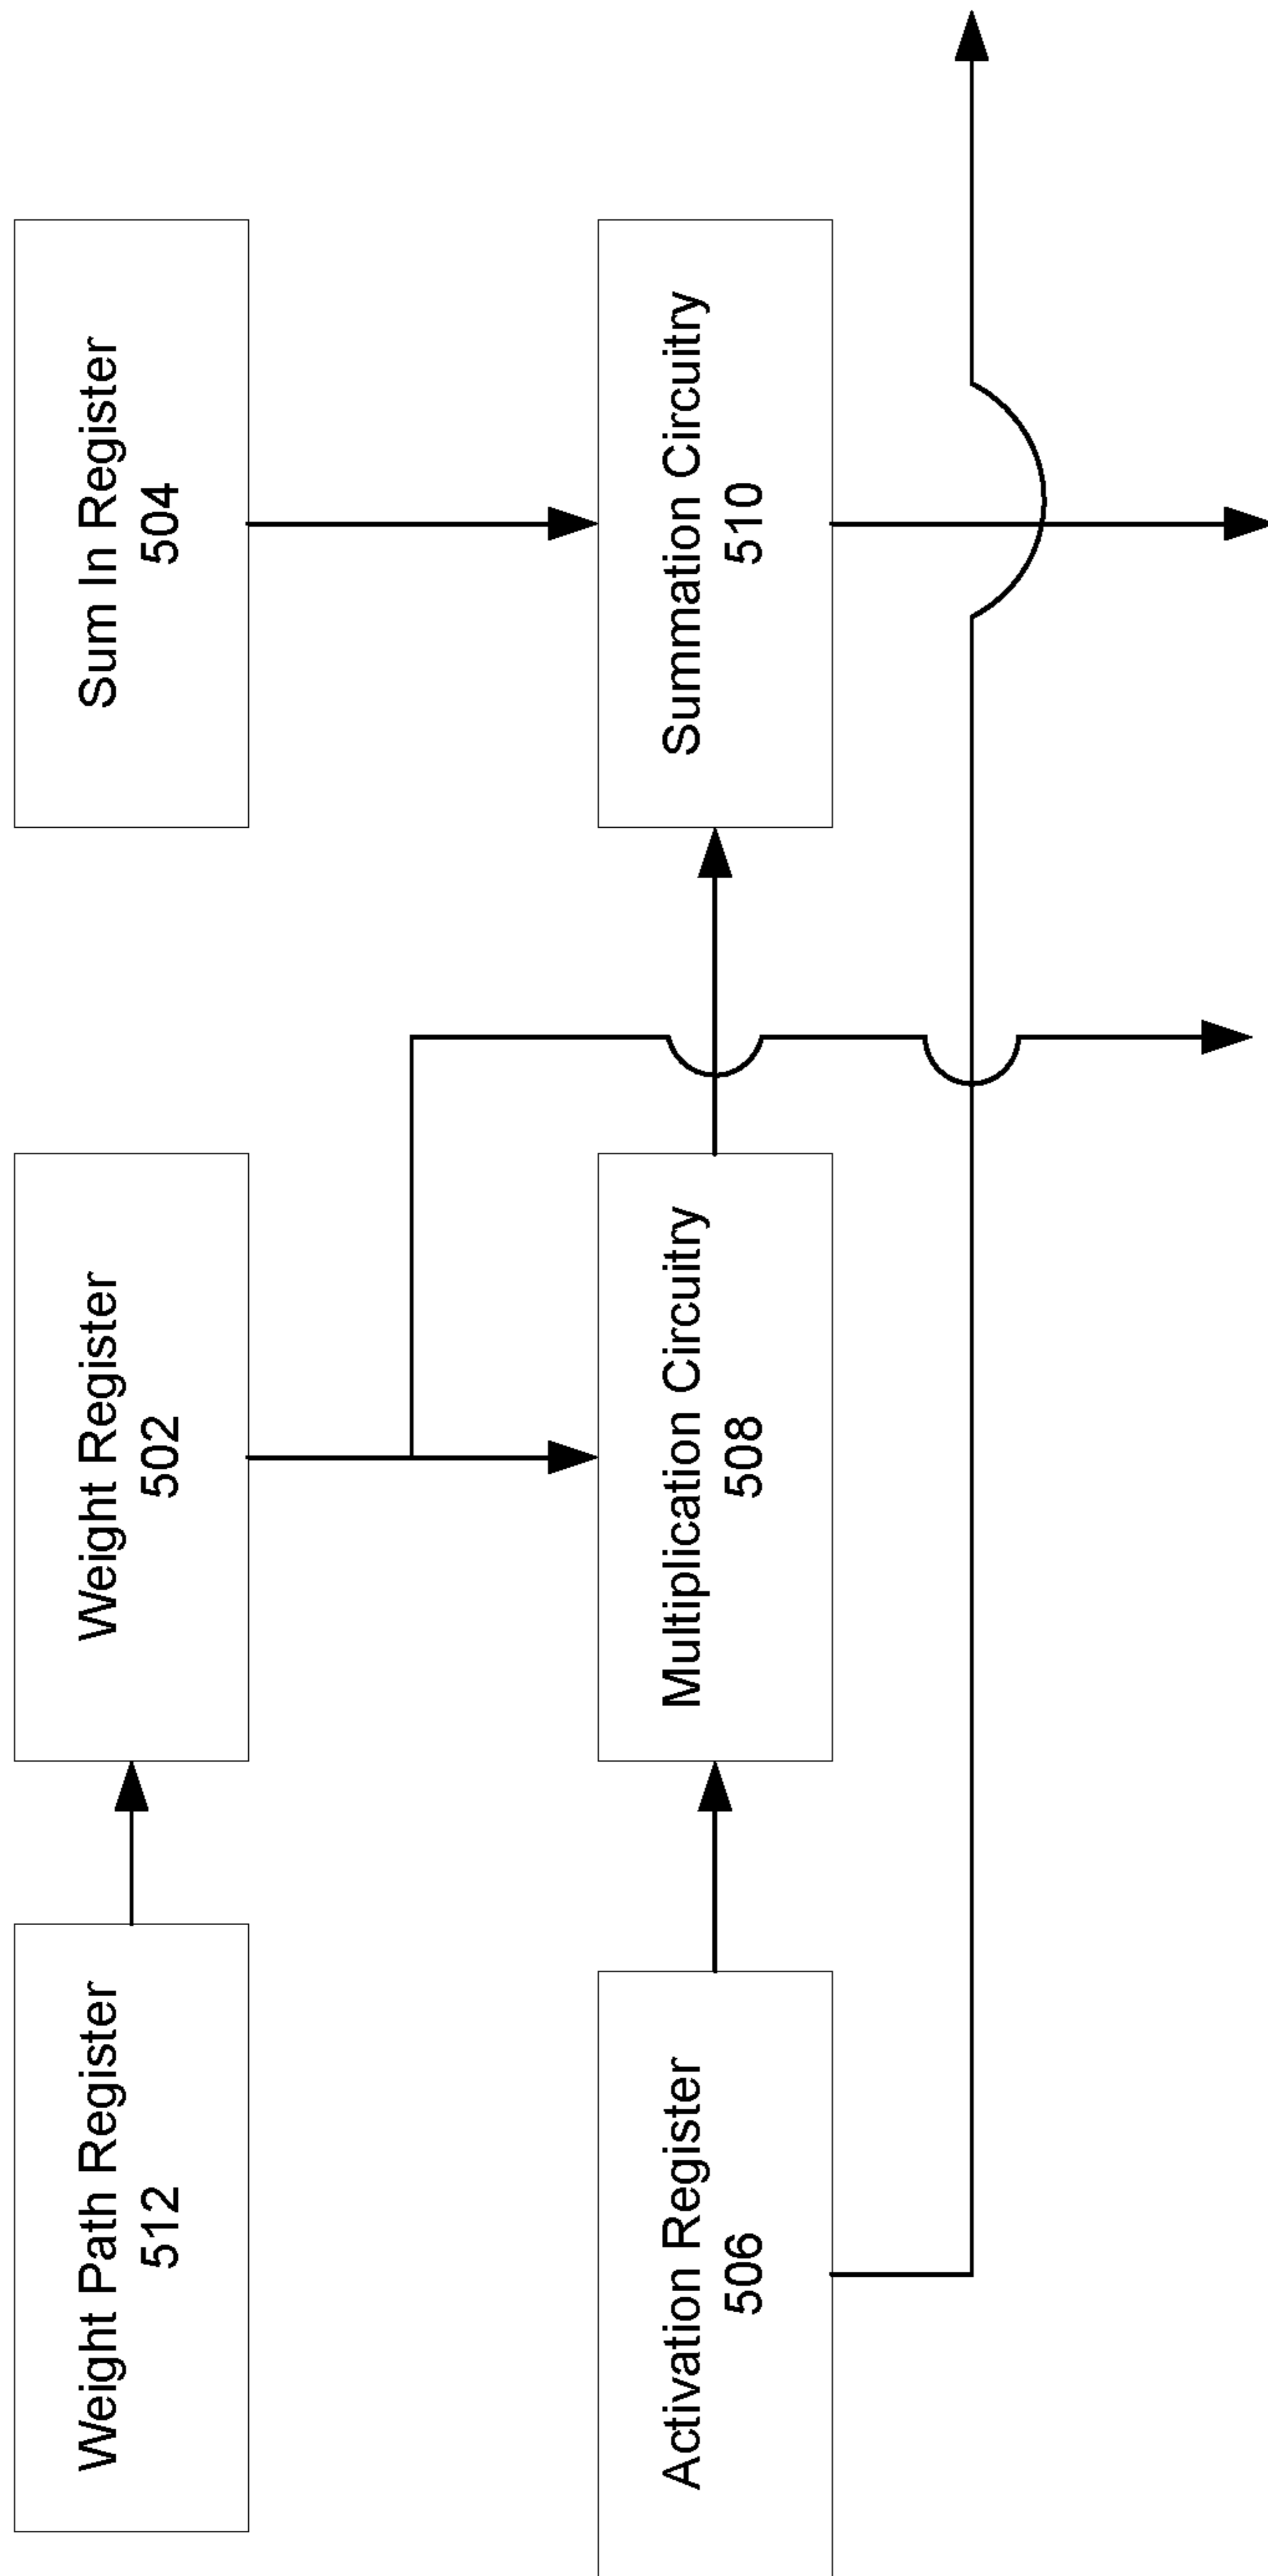 Weight Path Register
512
Weight Register
502
Sum In Register
504
Activation Register
506
Multiplication Circuitry
508
Summation Circuitry
510